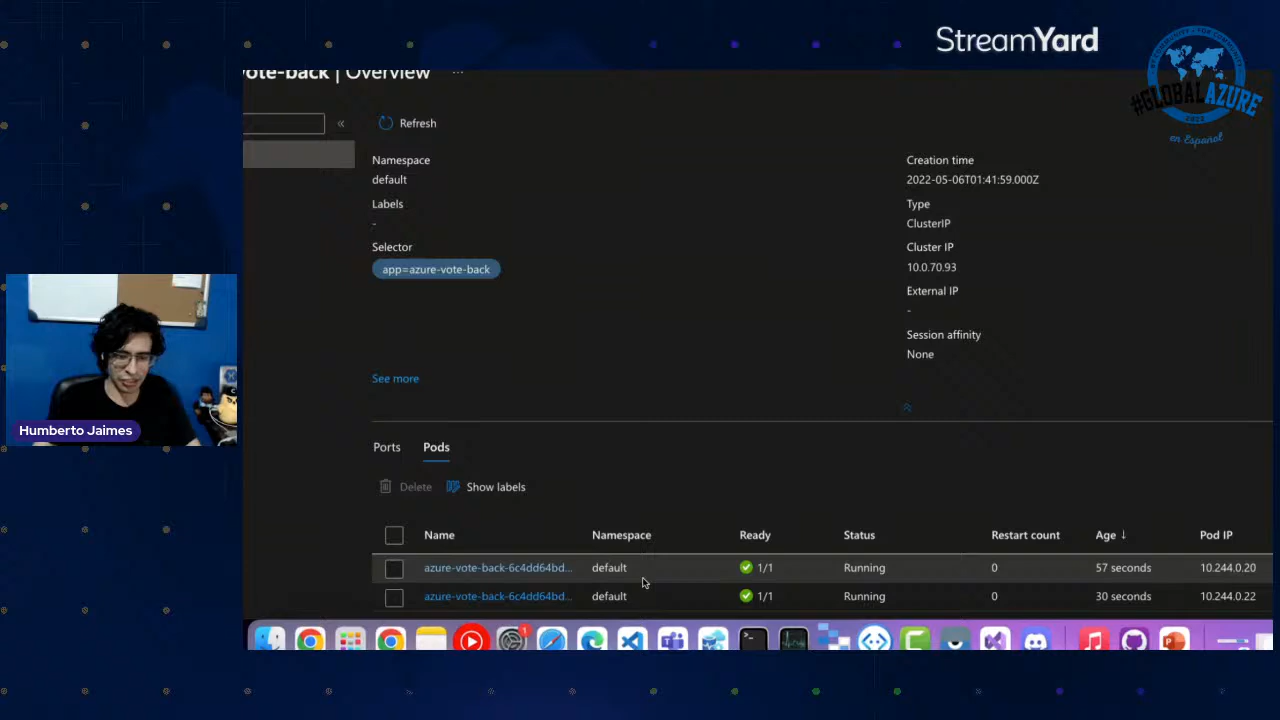 StreamYard
#GLOBALAZURE
2022
en Español
vote-back | Overview ...
«
Refresh
Namespace
default
Labels
-
Selector
app=azure-vote-back
See more
Creation time
2022-05-06T01:41:59.000Z
Type
ClusterIP
Cluster IP
10.0.70.93
External IP
-
Session affinity
None
Humberto Jaimes
Ports Pods
Delete Show labels
Name Namespace Ready Status Restart count Age ↓ Pod IP
azure-vote-back-6c4dd64bd... default 1/1 Running 0 57 seconds 10.244.0.20
azure-vote-back-6c4dd64bd... default 1/1 Running 0 30 seconds 10.244.0.22
1